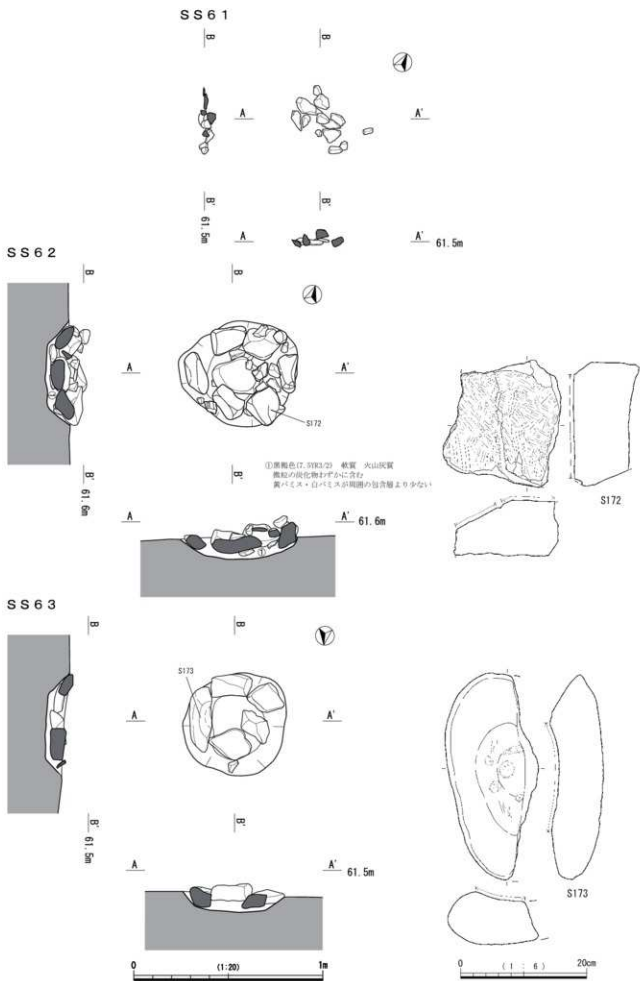 SS61
B
B
A
A'
B'
B'
61.5m
A
A'
61.5m
SS62
B
B
A
A'
S172
B'
B'
61.6m
①黒褐色(7.5YR3/2) 軟質 火山灰質
微粒の炭化物わずかに含む
黄パミス・白パミスが周囲の包含層より少ない
A
A'
61.6m
①
S172
SS63
B
B
S173
A
A'
B'
B'
61.5m
A
A'
61.5m
S173
0
(1:20)
1m
0
(1:6)
20cm